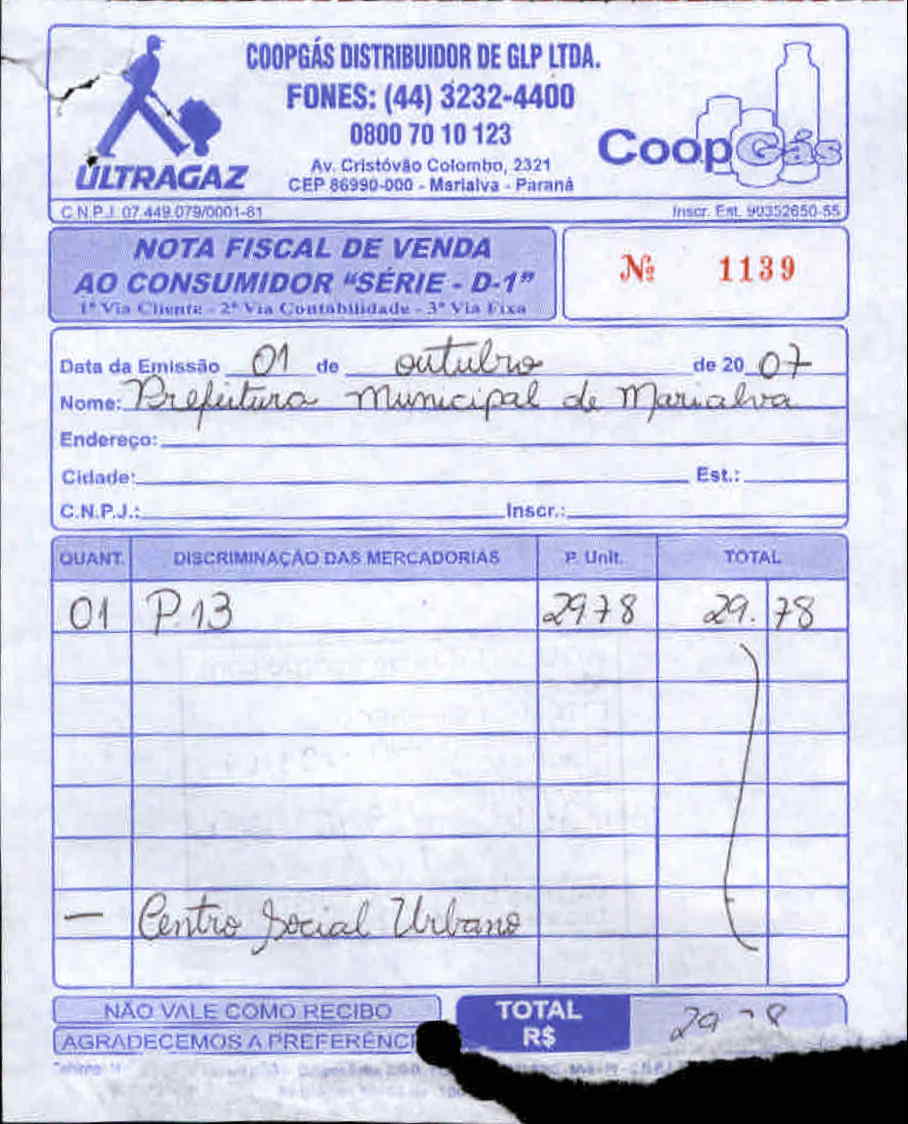 COOPGÁS DISTRIBUIDOR DE GLP LTDA.
FONES: (44) 3232-4400
0800 70 10 123
Av. Cristóvão Colombo, 2321
CEP 86990-000 - Marialva - Paraná
ULTRAGAZ
CoopGás
C.N.P.J. 07.449.079/0001-81 Inscr. Est. 90352650-55
NOTA FISCAL DE VENDA
AO CONSUMIDOR "SÉRIE - D-1"
1ª Via Cliente - 2ª Via Contabilidade - 3ª Via Fixa
Nº 1139
Data da Emissão 01 de outubro de 20 07
Nome: Prefeitura Municipal de Marialva
Endereço:
Cidade: Est.:
C.N.P.J.: Inscr.:
QUANT. DISCRIMINAÇÃO DAS MERCADORIAS P. Unit. TOTAL
01 P.13 2978 29. 78
— Centro Social Urbano
NÃO VALE COMO RECIBO
AGRADECEMOS A PREFERÊNC
TOTAL
R$